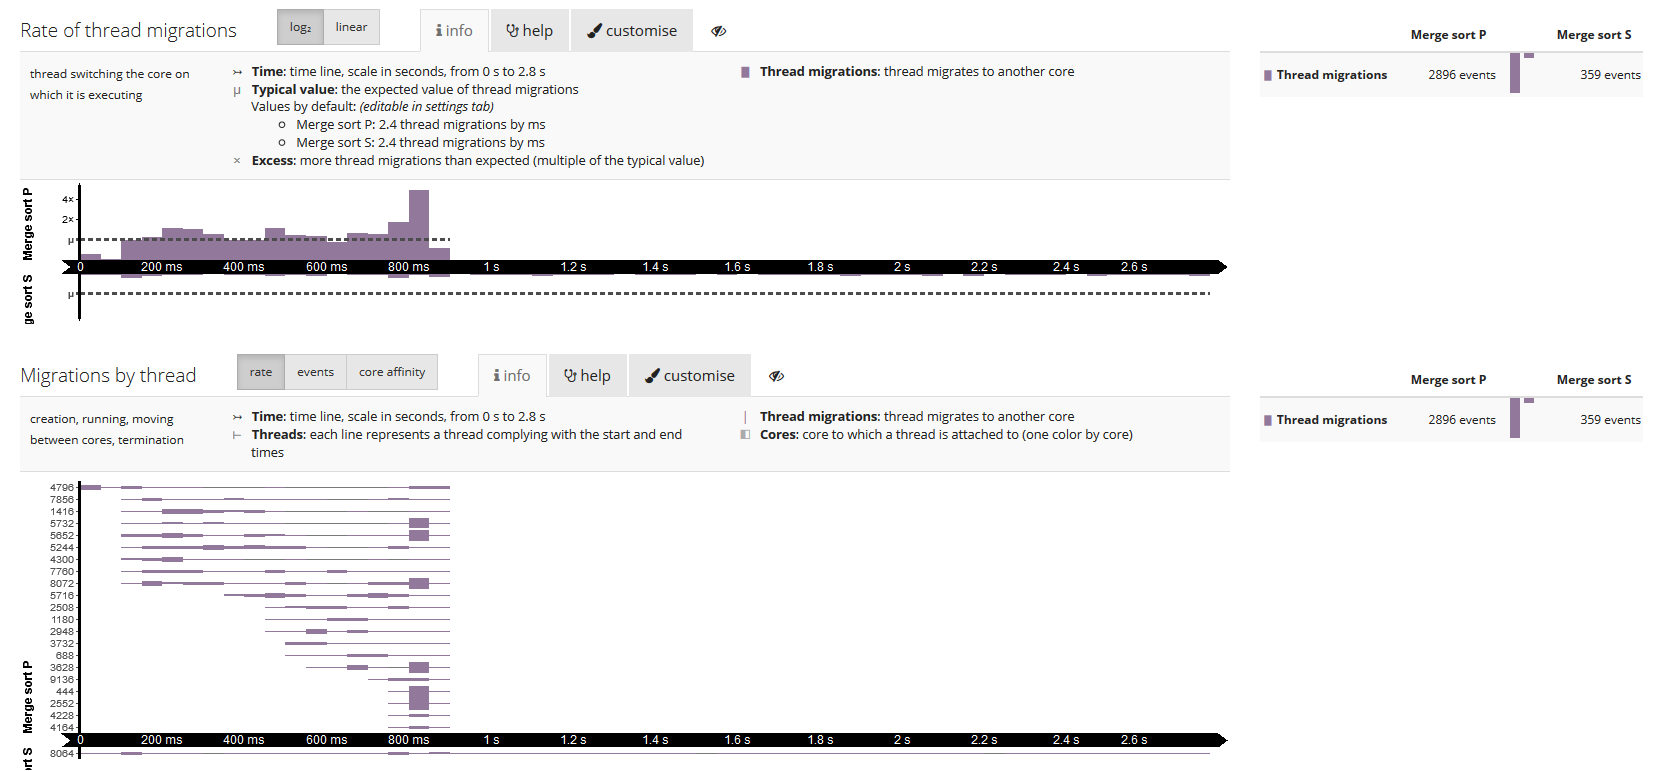 Rate of thread migrations
log₂ linear
info help customise
Merge sort P Merge sort S
thread switching the core on
which it is executing
Time: time line, scale in seconds, from 0 s to 2.8 s
μ Typical value: the expected value of thread migrations
Values by default: (editable in settings tab)
Merge sort P: 2.4 thread migrations by ms
Merge sort S: 2.4 thread migrations by ms
× Excess: more thread migrations than expected (multiple of the typical value)
Thread migrations: thread migrates to another core
Thread migrations 2896 events 359 events
Merge sort P
4×
2×
μ
0 200 ms 400 ms 600 ms 800 ms 1 s 1.2 s 1.4 s 1.6 s 1.8 s 2 s 2.2 s 2.4 s 2.6 s
μ
ge sort S
Migrations by thread
rate events core affinity
info help customise
Merge sort P Merge sort S
creation, running, moving
between cores, termination
Time: time line, scale in seconds, from 0 s to 2.8 s
Threads: each line represents a thread complying with the start and end
times
Thread migrations: thread migrates to another core
Cores: core to which a thread is attached to (one color by core)
Thread migrations 2896 events 359 events
4796
7856
1416
5732
5652
5244
4300
7760
8072
5716
2508
1180
2948
3732
688
3628
9136
444
2552
4228
4164
Merge sort P
0 200 ms 400 ms 600 ms 800 ms 1 s 1.2 s 1.4 s 1.6 s 1.8 s 2 s 2.2 s 2.4 s 2.6 s
8064
rt S